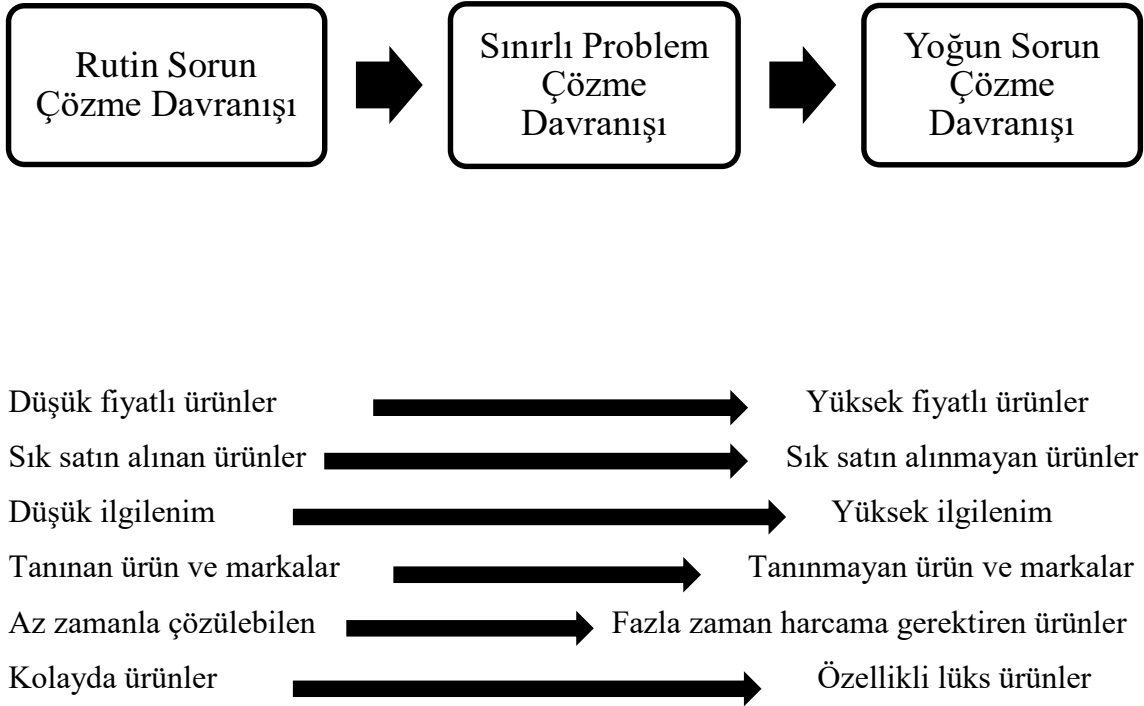 Rutin Sorun
Çözme Davranışı
Sınırlı Problem
Çözme
Davranışı
Yoğun Sorun
Çözme
Davranışı
Düşük fiyatlı ürünler Yüksek fiyatlı ürünler
Sık satın alınan ürünler Sık satın alınmayan ürünler
Düşük ilgilenim Yüksek ilgilenim
Tanınan ürün ve markalar Tanınmayan ürün ve markalar
Az zamanla çözülebilen Fazla zaman harcama gerektiren ürünler
Kolayda ürünler Özellikli lüks ürünler